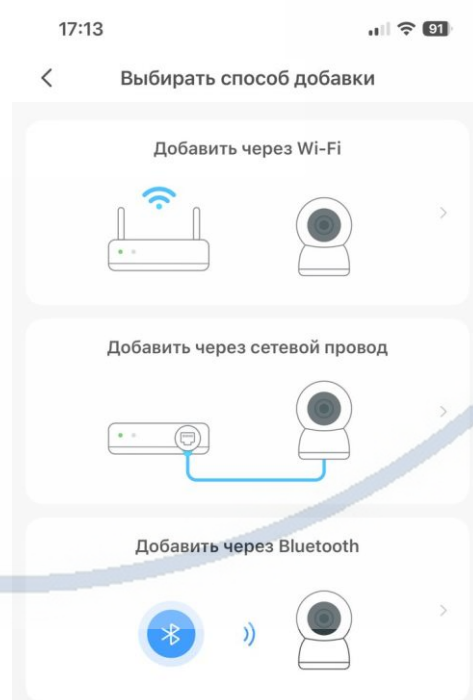 17:13
91
Выбирать способ добавки
Добавить через Wi-Fi
Добавить через сетевой провод
Добавить через Bluetooth